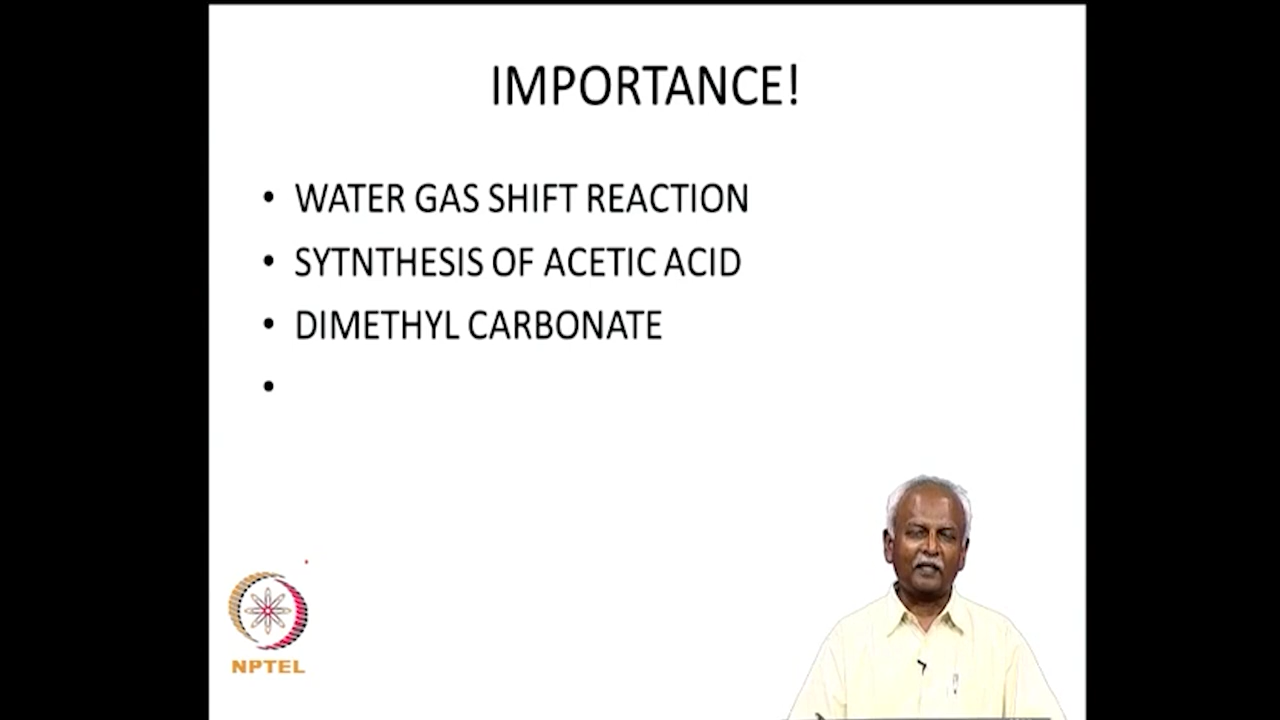 IMPORTANCE!
• WATER GAS SHIFT REACTION
• SYTNTHESIS OF ACETIC ACID
• DIMETHYL CARBONATE
•
NPTEL